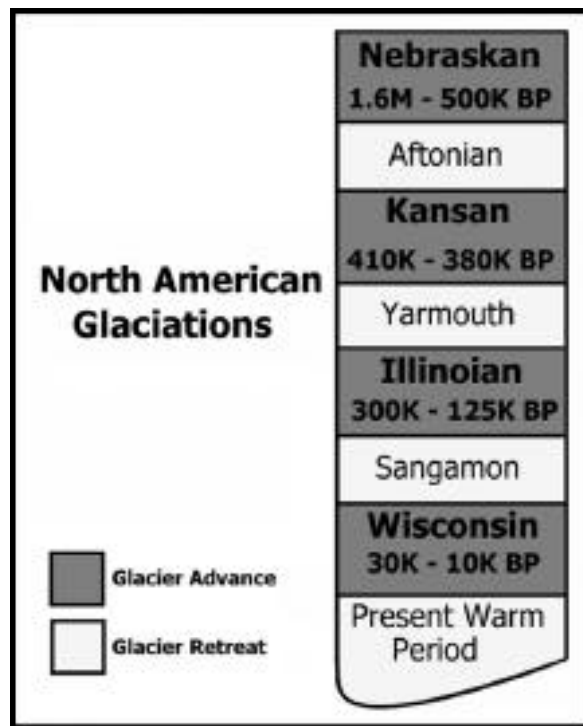 Nebraskan
1.6M - 500K BP
Aftonian
Kansan
410K - 380K BP
North American
Glaciations
Yarmouth
Illinoian
300K - 125K BP
Sangamon
Wisconsin
30K - 10K BP
Glacier Advance
Present Warm
Period
Glacier Retreat